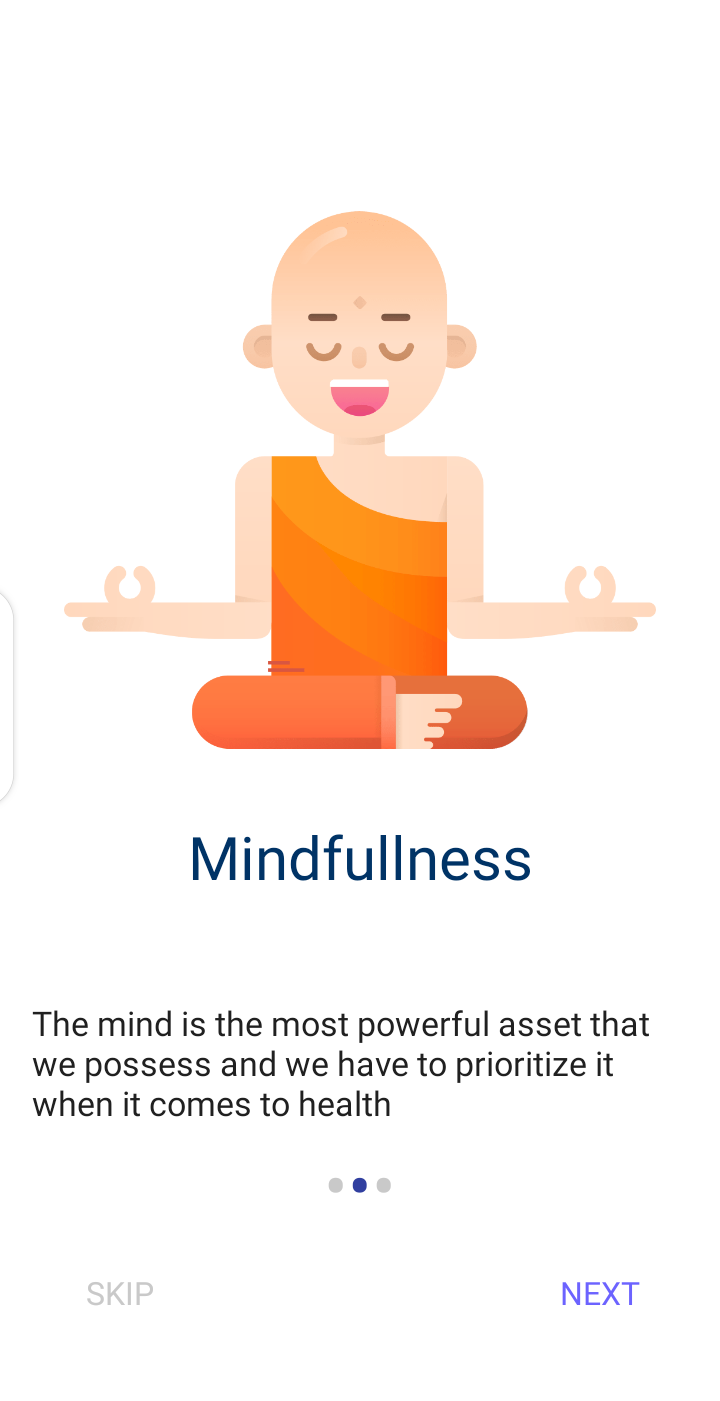 Mindfullness
The mind is the most powerful asset that
we possess and we have to prioritize it
when it comes to health
SKIP
NEXT